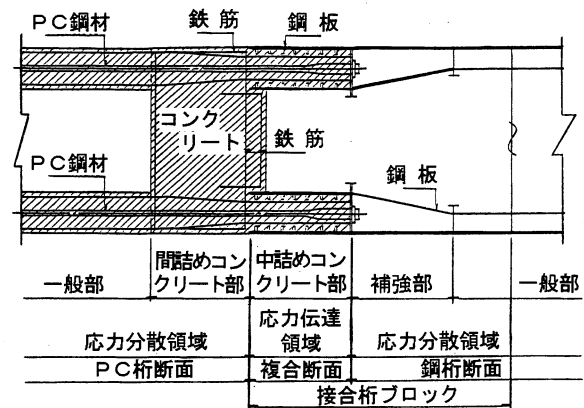 PC鋼材
鉄筋
鋼板
コンク
リート
鉄筋
PC鋼材
鋼板
一般部
間詰めコン
クリート部
中詰めコン
クリート部
補強部
一般部
応力分散領域
応力伝達
領域
応力分散領域
PC桁断面
複合断面
鋼桁断面
接合桁ブロック